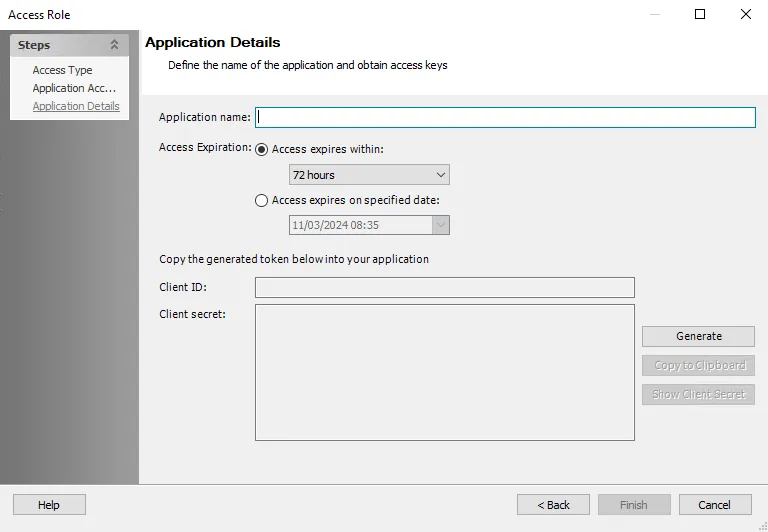 Access Role
Steps
Access Type
Application Acc...
Application Details
Application Details
Define the name of the application and obtain access keys
Application name:
Access Expiration:
Access expires within:
72 hours
Access expires on specified date:
11/03/2024 08:35
Copy the generated token below into your application
Client ID:
Client secret:
Generate
Copy to Clipboard
Show Client Secret
Help
< Back
Finish
Cancel